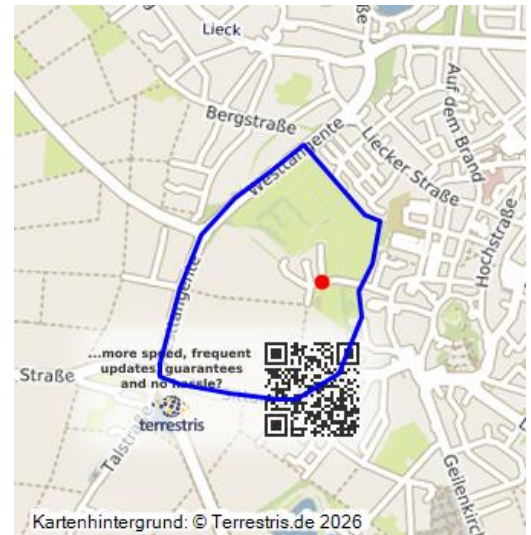 Lieck
Bergstraße
Auf dem Brand
Liecker Straße
Westtangente
Hochstraße
...more speed, frequent
updates, guarantees
and no hassle?
Straße
terrestris
Talstraße
Kartenhintergrund: © Terrestris.de 2026